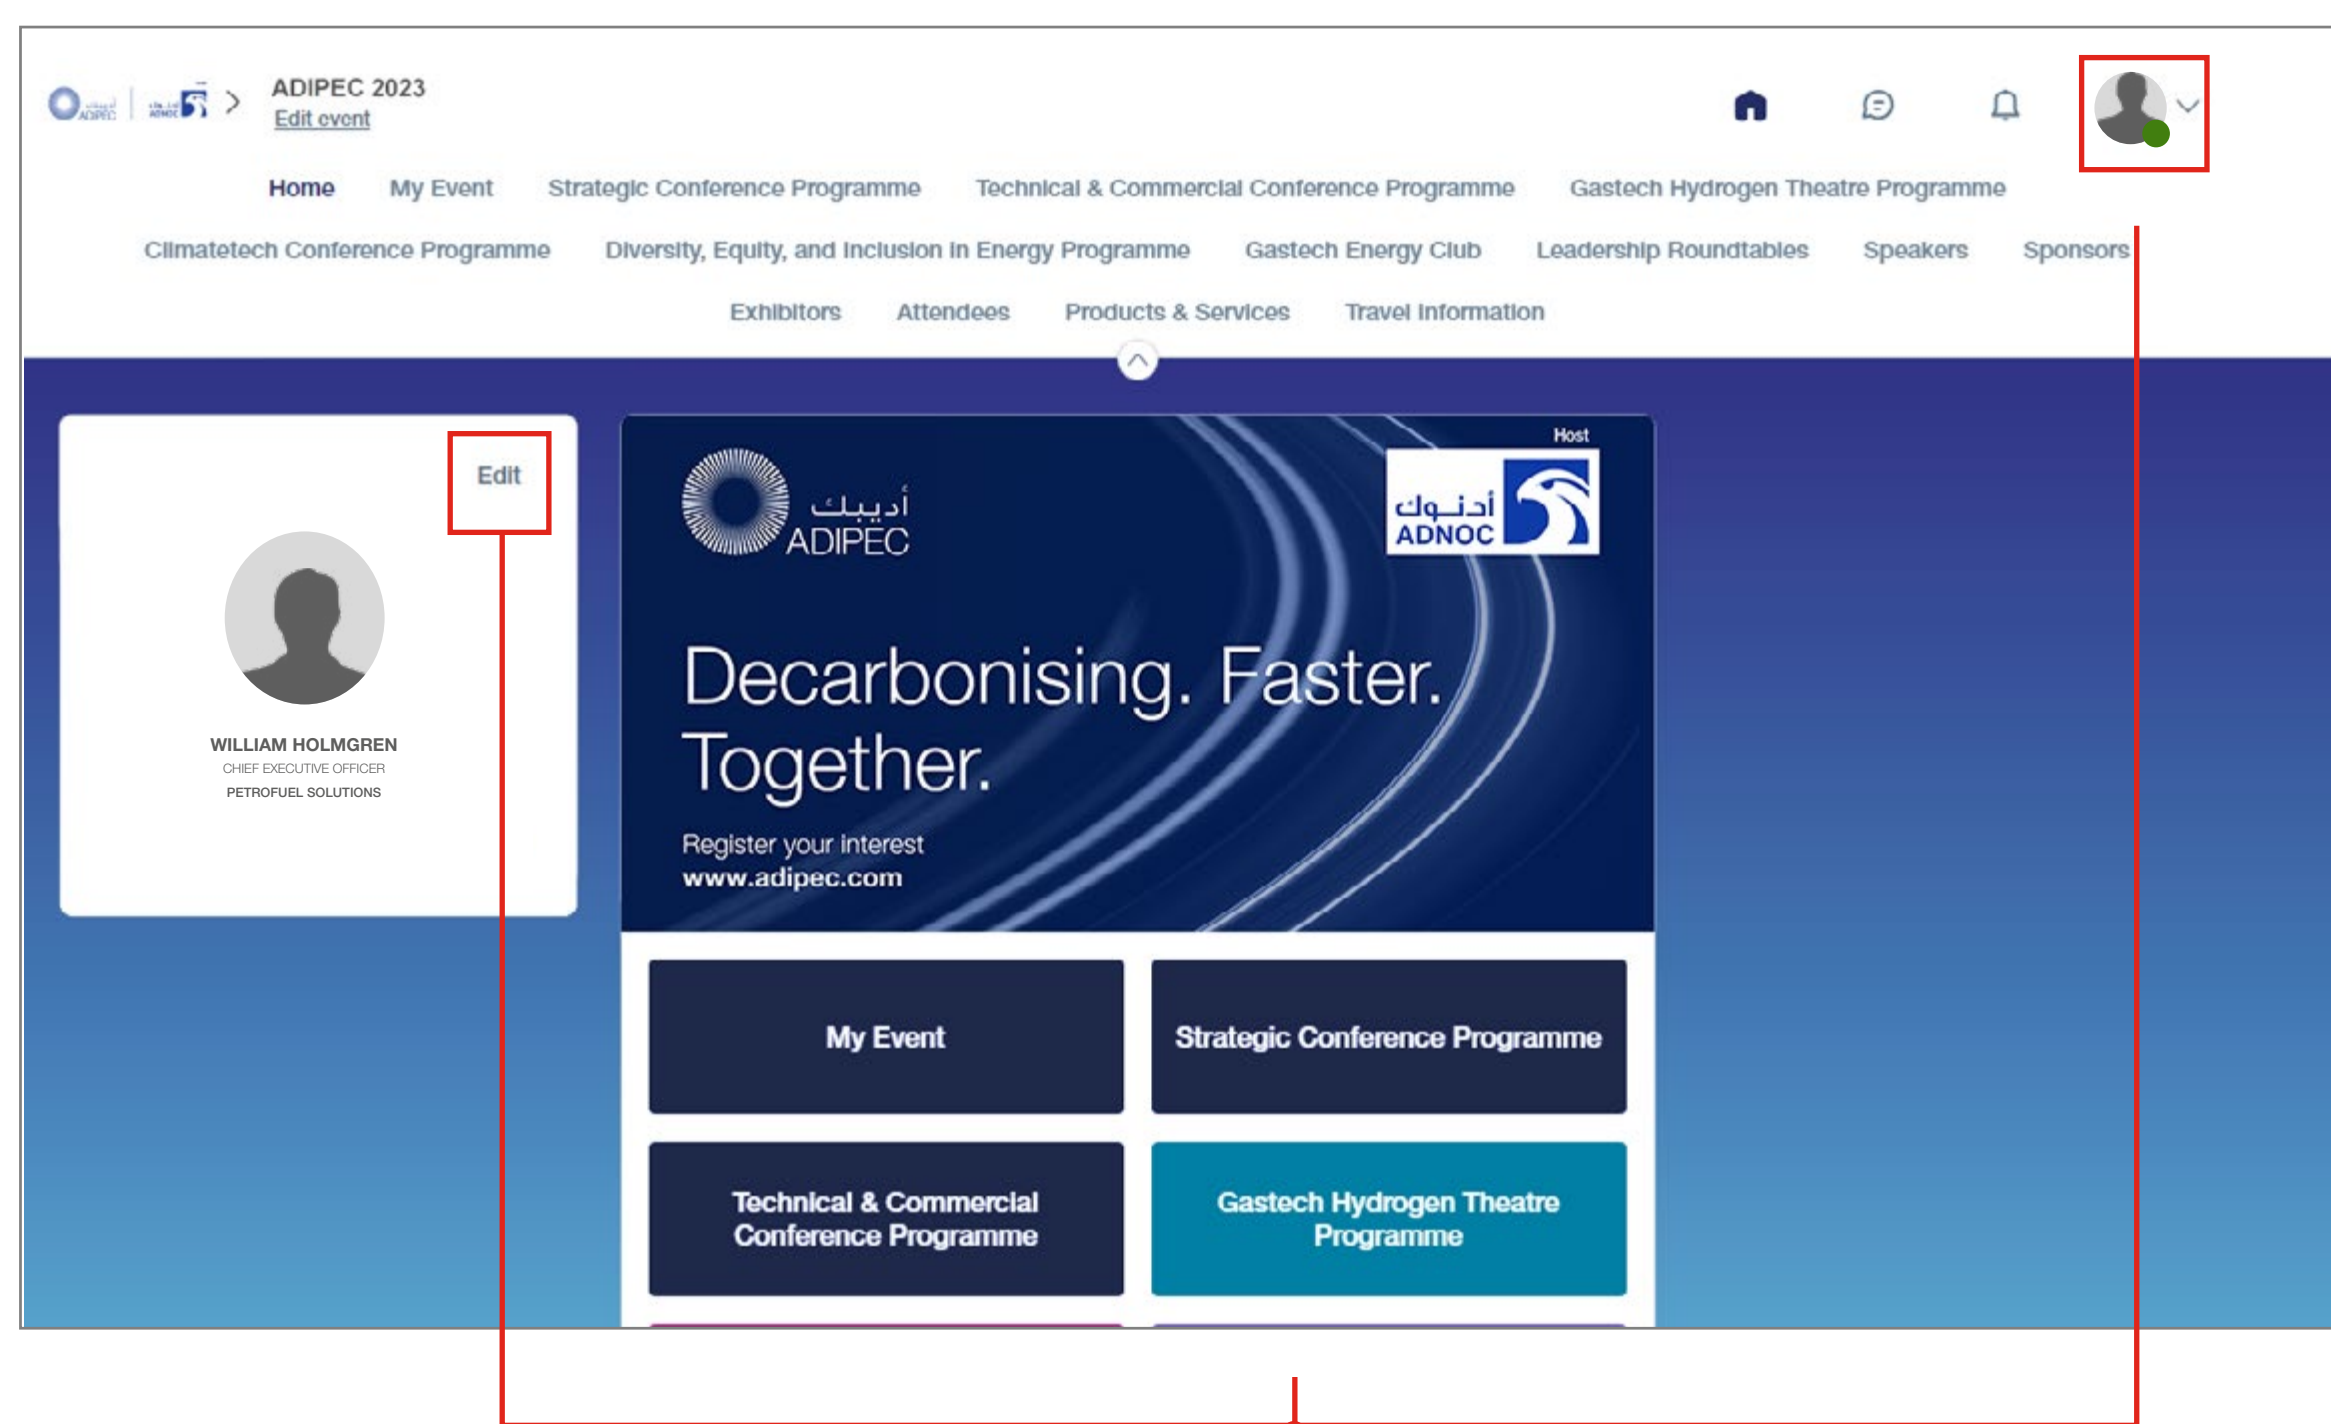 ADIPEC 2023
Edit event
Home My Event Strategic Conference Programme Technical & Commercial Conference Programme Gastech Hydrogen Theatre Programme
Climatetech Conference Programme Diversity, Equity, and Inclusion in Energy Programme Gastech Energy Club Leadership Roundtables Speakers Sponsors
Exhibitors Attendees Products & Services Travel Information
Edit
WILLIAM HOLMGREN
CHIEF EXECUTIVE OFFICER
PETROFUEL SOLUTIONS
أديبك
ADIPEC
Host
أدنوك
ADNOC
Decarbonising. Faster.
Together.
Register your interest
www.adipec.com
My Event
Strategic Conference Programme
Technical & Commercial
Conference Programme
Gastech Hydrogen Theatre
Programme